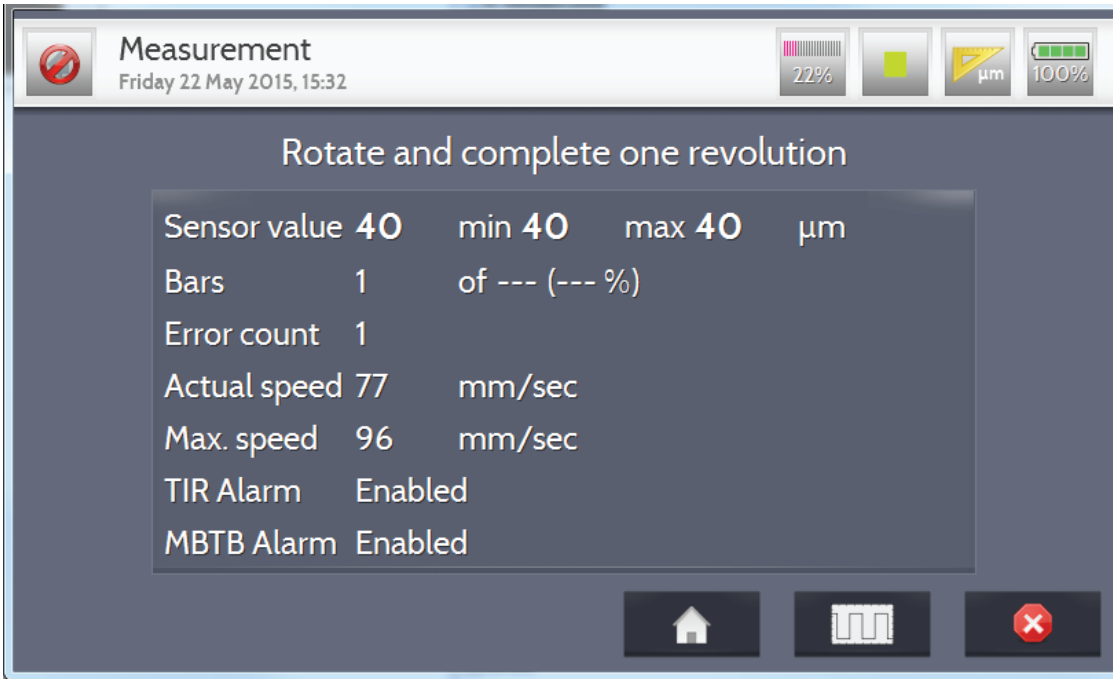 Measurement
Friday 22 May 2015, 15:32
22%
µm
100%
Rotate and complete one revolution
Sensor value 40 min 40 max 40 µm
Bars 1 of --- (--- %)
Error count 1
Actual speed 77 mm/sec
Max. speed 96 mm/sec
TIR Alarm Enabled
MBTB Alarm Enabled